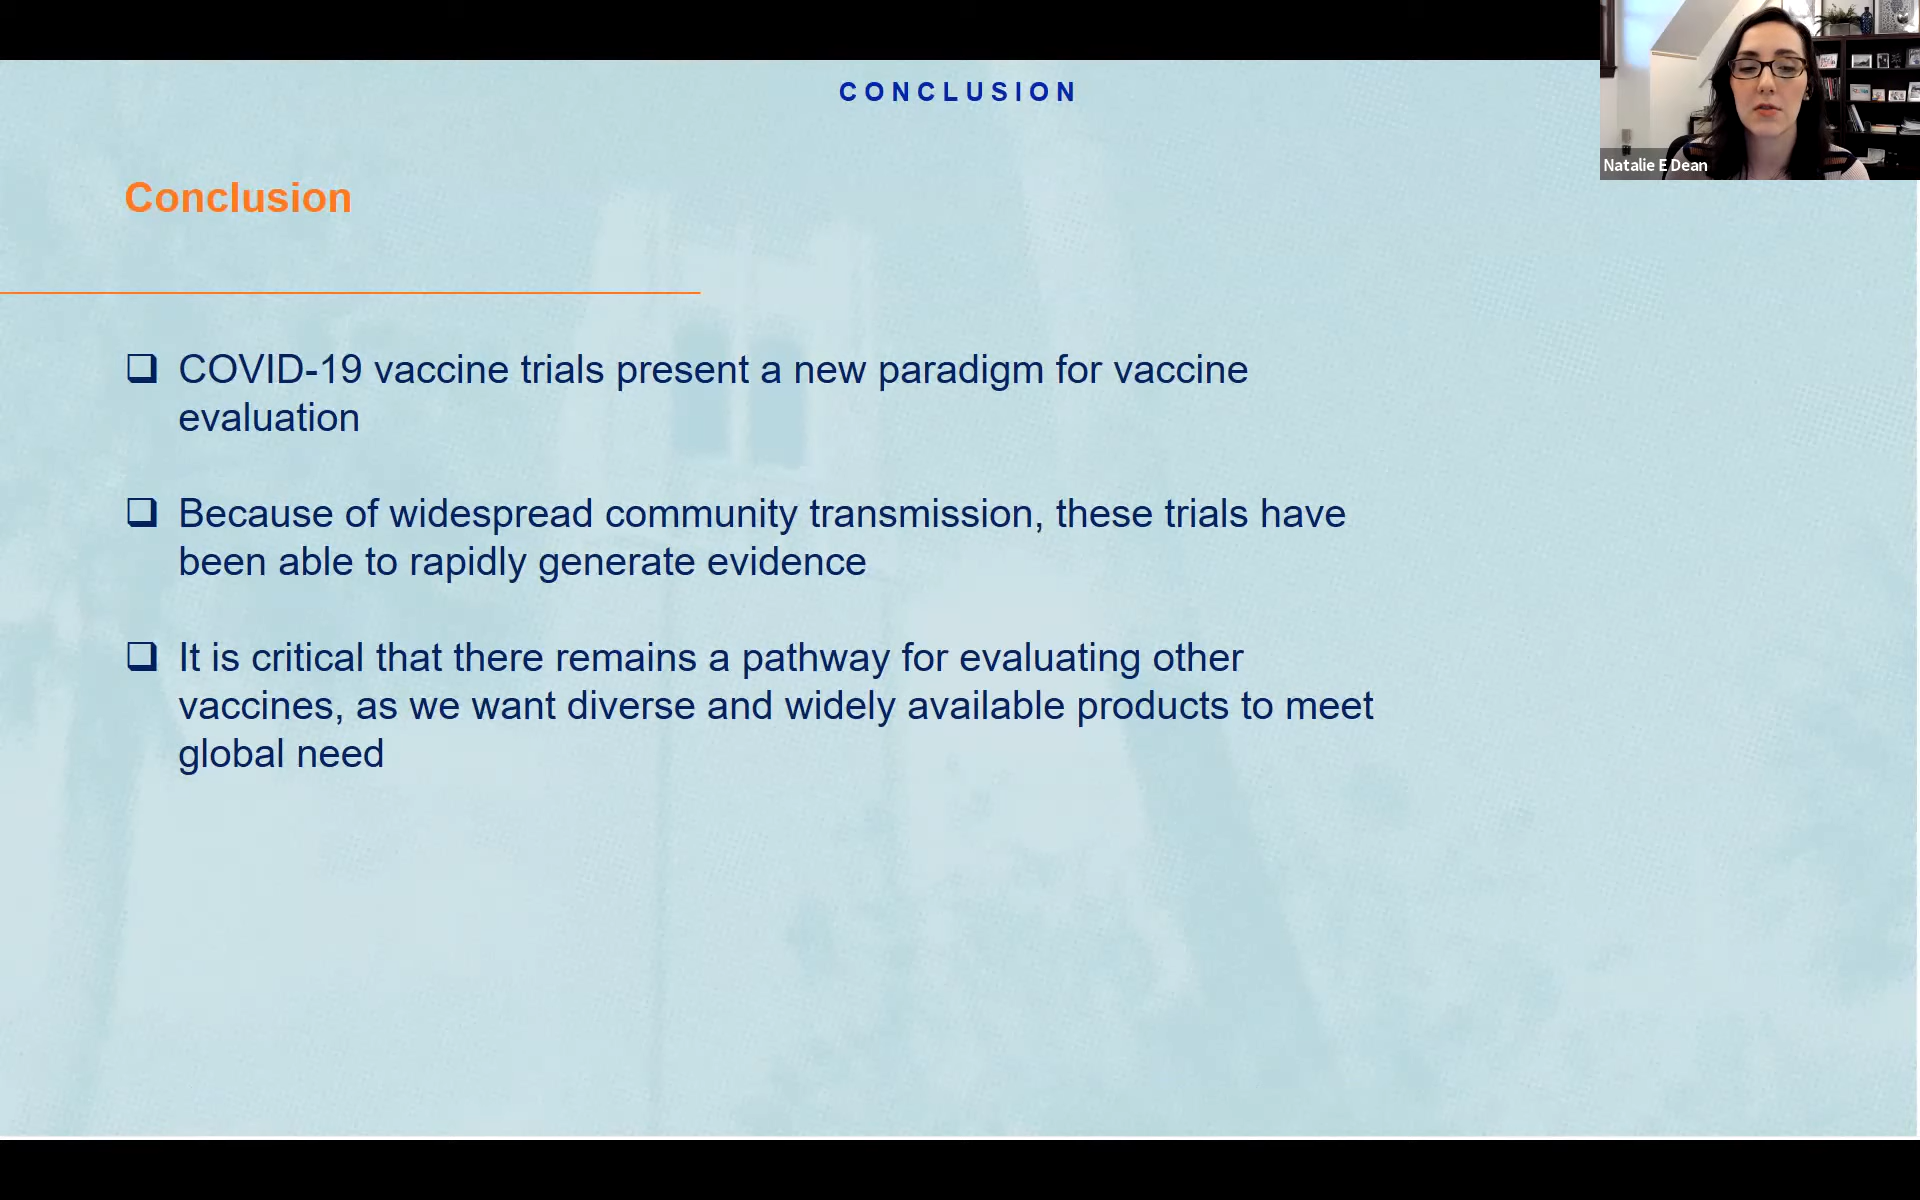 CONCLUSION
Natalie E Dean
Conclusion
COVID-19 vaccine trials present a new paradigm for vaccine
evaluation
Because of widespread community transmission, these trials have
been able to rapidly generate evidence
It is critical that there remains a pathway for evaluating other
vaccines, as we want diverse and widely available products to meet
global need